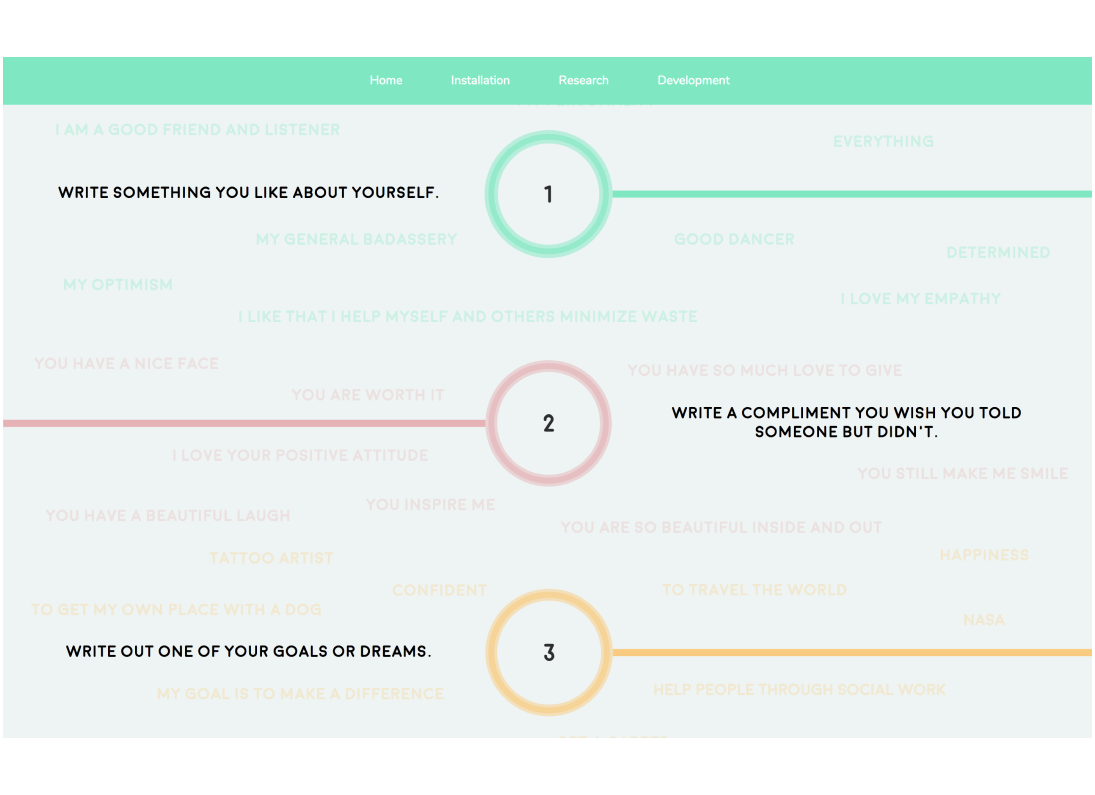 Home Installation Research Development
I AM A GOOD FRIEND AND LISTENER
EVERYTHING
WRITE SOMETHING YOU LIKE ABOUT YOURSELF.
1
MY GENERAL BADASSERY
GOOD DANCER
DETERMINED
MY OPTIMISM
I LOVE MY EMPATHY
I LIKE THAT I HELP MYSELF AND OTHERS MINIMIZE WASTE
YOU HAVE A NICE FACE
YOU HAVE SO MUCH LOVE TO GIVE
YOU ARE WORTH IT
2
WRITE A COMPLIMENT YOU WISH YOU TOLD
SOMEONE BUT DIDN'T.
I LOVE YOUR POSITIVE ATTITUDE
YOU STILL MAKE ME SMILE
YOU INSPIRE ME
YOU HAVE A BEAUTIFUL LAUGH
YOU ARE SO BEAUTIFUL INSIDE AND OUT
TATTOO ARTIST
HAPPINESS
CONFIDENT
TO TRAVEL THE WORLD
TO GET MY OWN PLACE WITH A DOG
NASA
WRITE OUT ONE OF YOUR GOALS OR DREAMS.
3
MY GOAL IS TO MAKE A DIFFERENCE
HELP PEOPLE THROUGH SOCIAL WORK